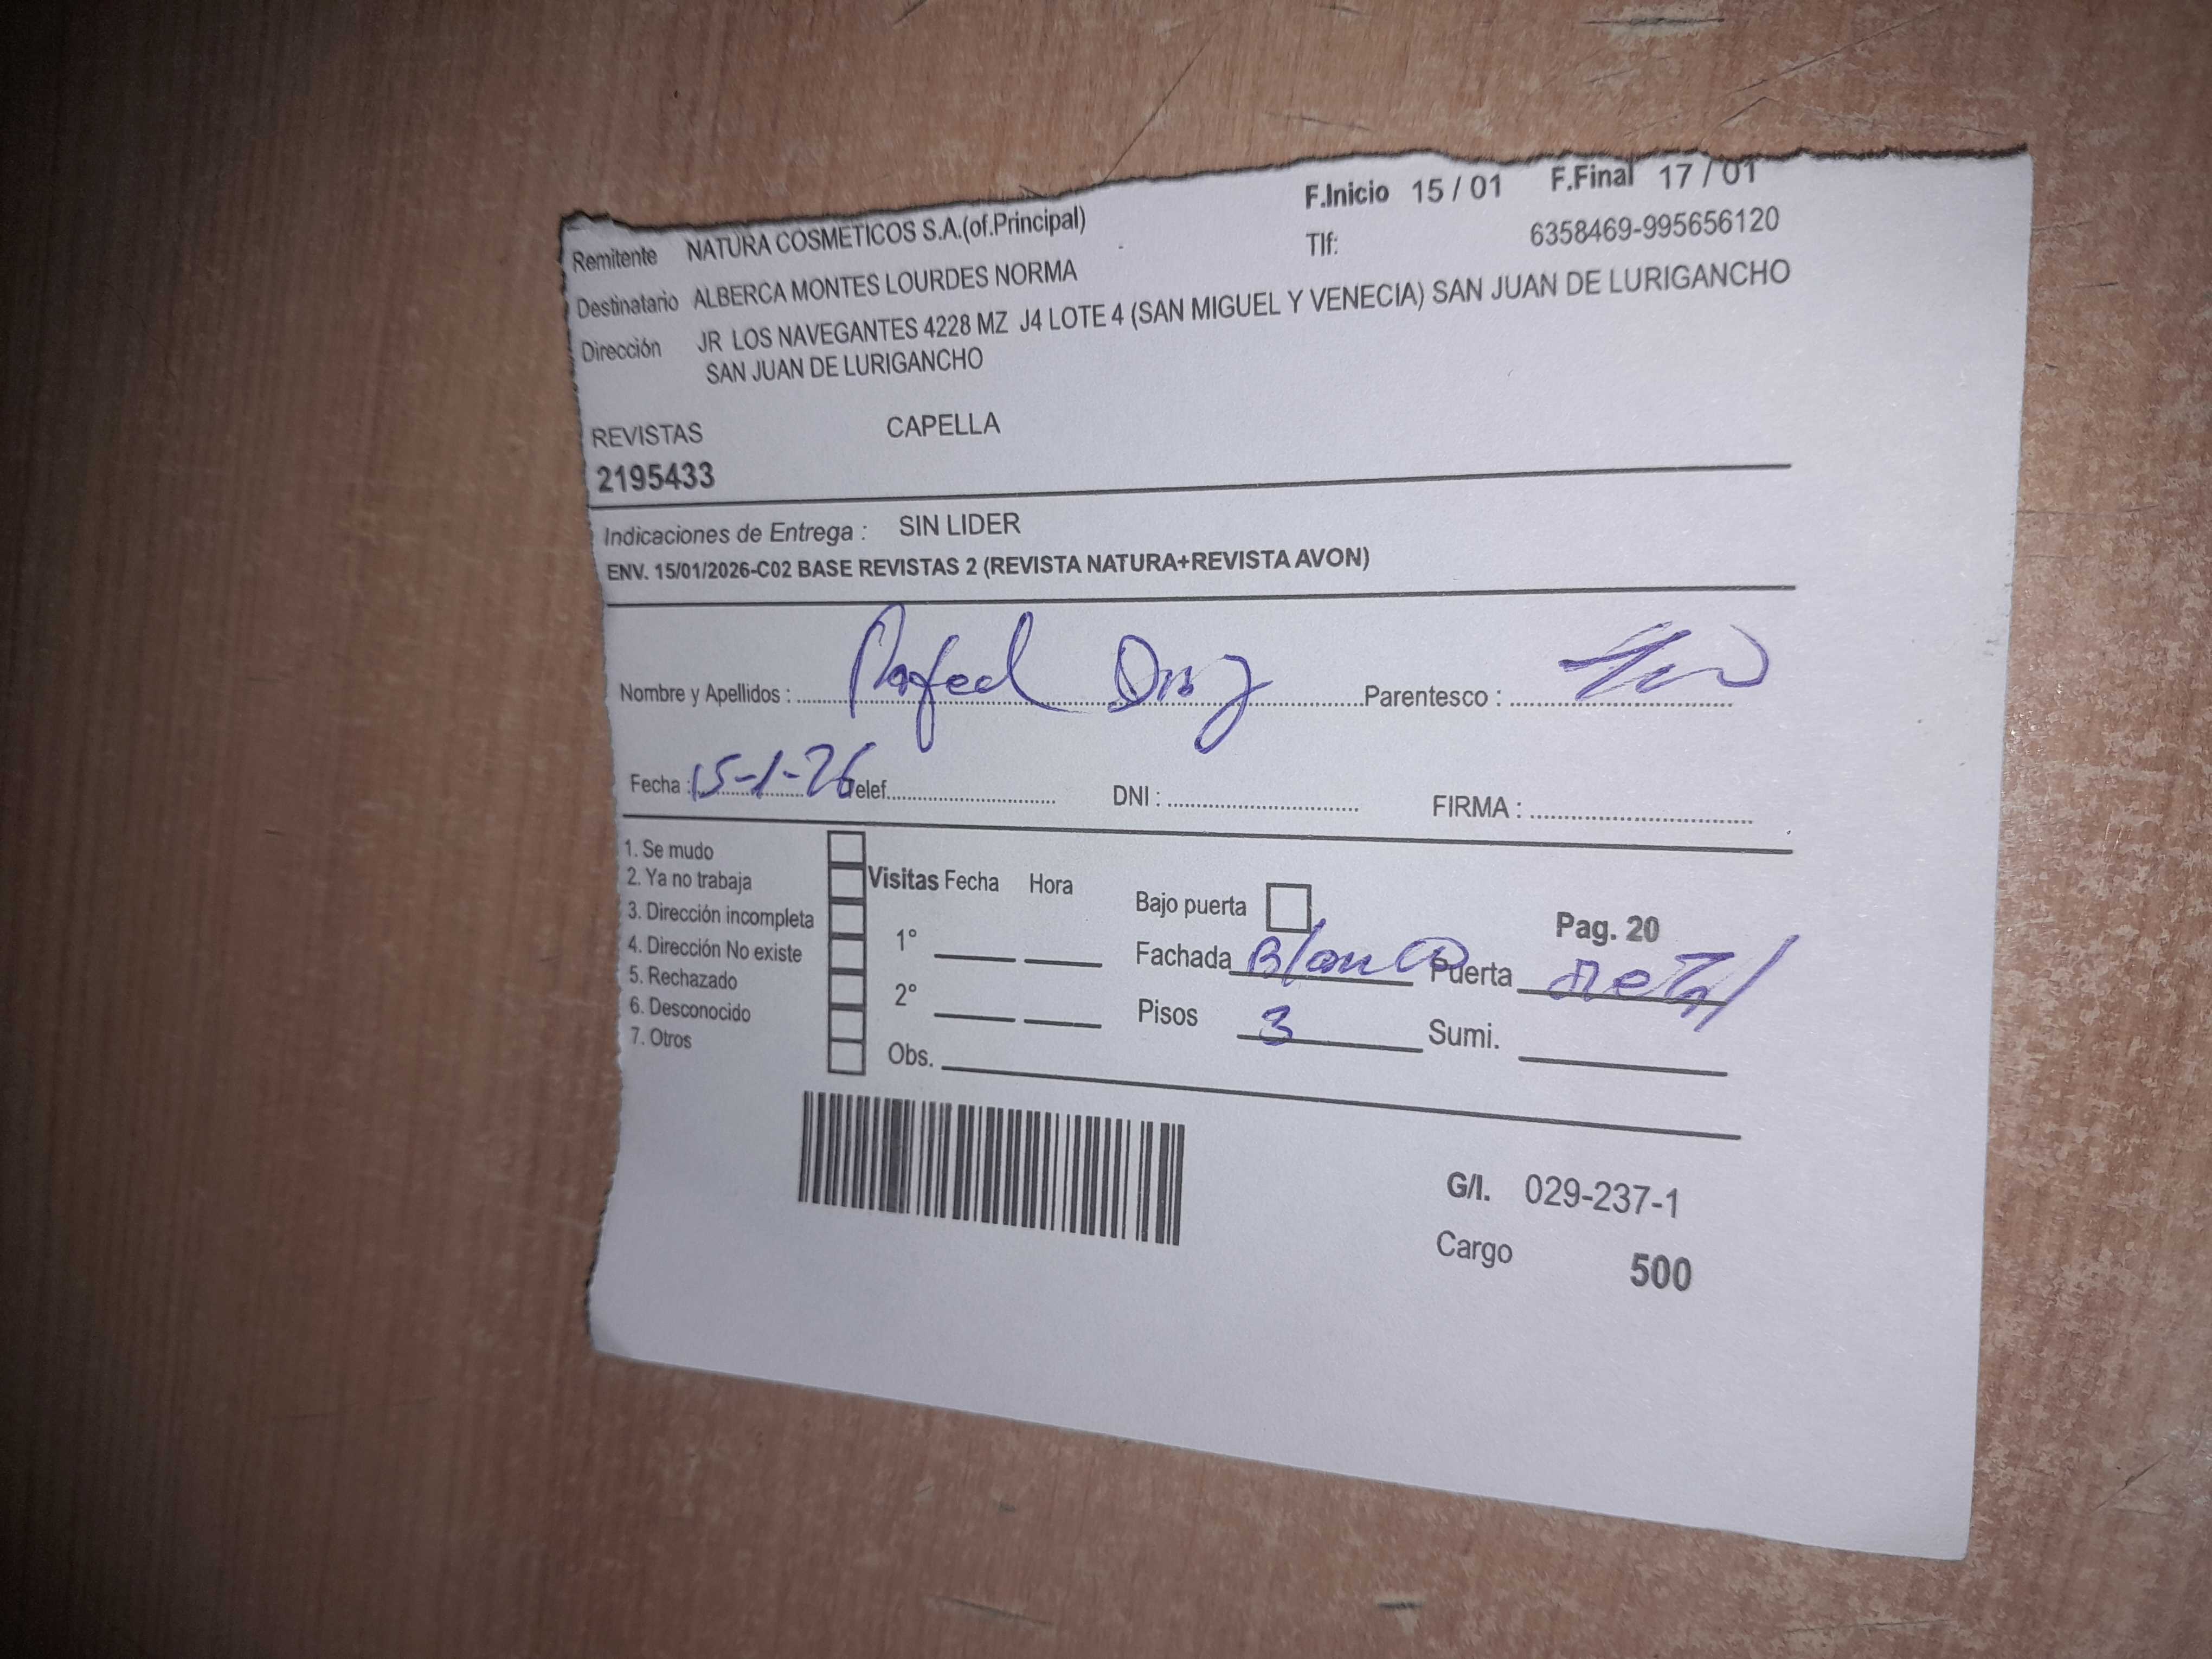 F.Inicio 15 / 01 F.Final 17 / 01
Remitente NATURA COSMETICOS S.A.(of.Principal) Tlf: 6358469-995656120
Destinatario ALBERCA MONTES LOURDES NORMA
Dirección JR LOS NAVEGANTES 4228 MZ J4 LOTE 4 (SAN MIGUEL Y VENECIA) SAN JUAN DE LURIGANCHO
SAN JUAN DE LURIGANCHO
REVISTAS CAPELLA
2195433
Indicaciones de Entrega : SIN LIDER
ENV. 15/01/2026-C02 BASE REVISTAS 2 (REVISTA NATURA+REVISTA AVON)
Nombre y Apellidos : Rafael Parentesco :
Fecha : 15-1-26 Telef. DNI : FIRMA :
1. Se mudo
2. Ya no trabaja
3. Dirección incompleta
4. Dirección No existe
5. Rechazado
6. Desconocido
7. Otros
Visitas Fecha Hora
1°
2°
Obs.
Bajo puerta Pag. 20
Fachada Blanca Puerta metal
Pisos 3 Sumi.
G/I. 029-237-1
Cargo 500